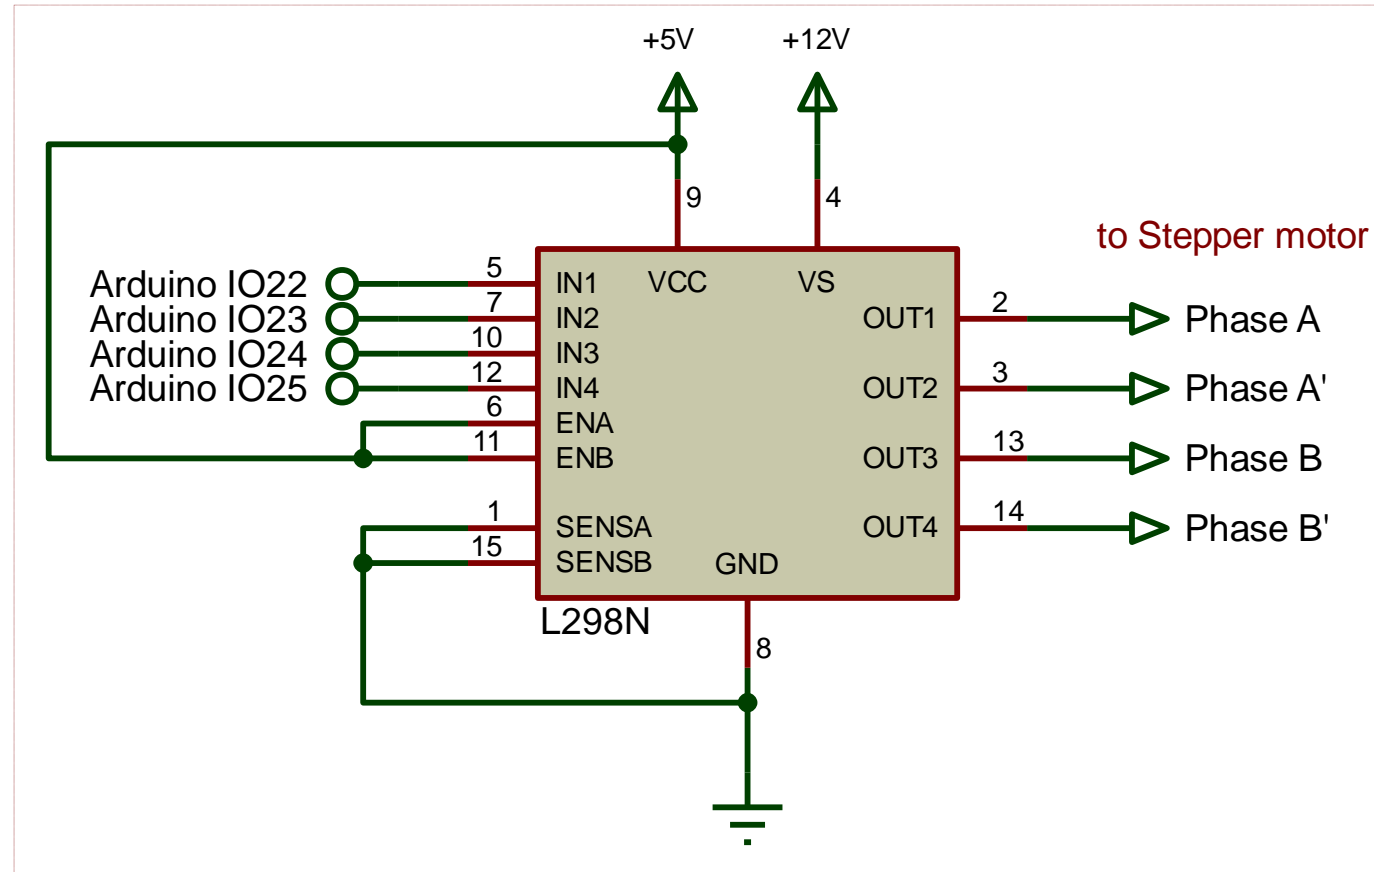 +5V +12V
9 4
to Stepper motor
Arduino IO22 5 IN1 VCC VS
Arduino IO23 7 IN2 OUT1 2 Phase A
Arduino IO24 10 IN3
Arduino IO25 12 IN4 OUT2 3 Phase A'
6 ENA
11 ENB OUT3 13 Phase B
1 SENSA OUT4 14 Phase B'
15 SENSB GND
L298N
8